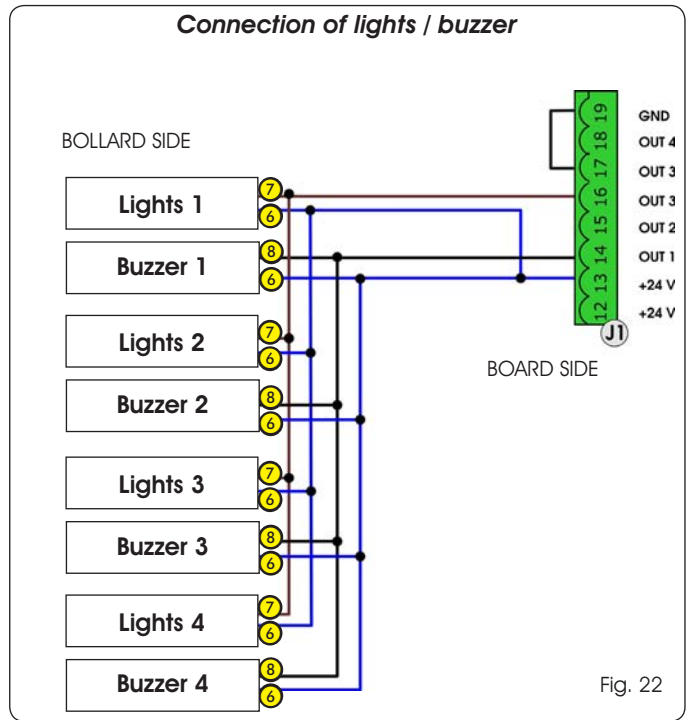 Connection of lights / buzzer
BOLLARD SIDE
Lights 1
7
6
Buzzer 1
8
6
Lights 2
7
6
Buzzer 2
8
6
Lights 3
7
6
Buzzer 3
8
6
Lights 4
7
6
Buzzer 4
8
6
19 GND
18 OUT 4
17 OUT 3
16 OUT 3
15 OUT 2
14 OUT 1
13 +24 V
12 +24 V
J1
BOARD SIDE
Fig. 22